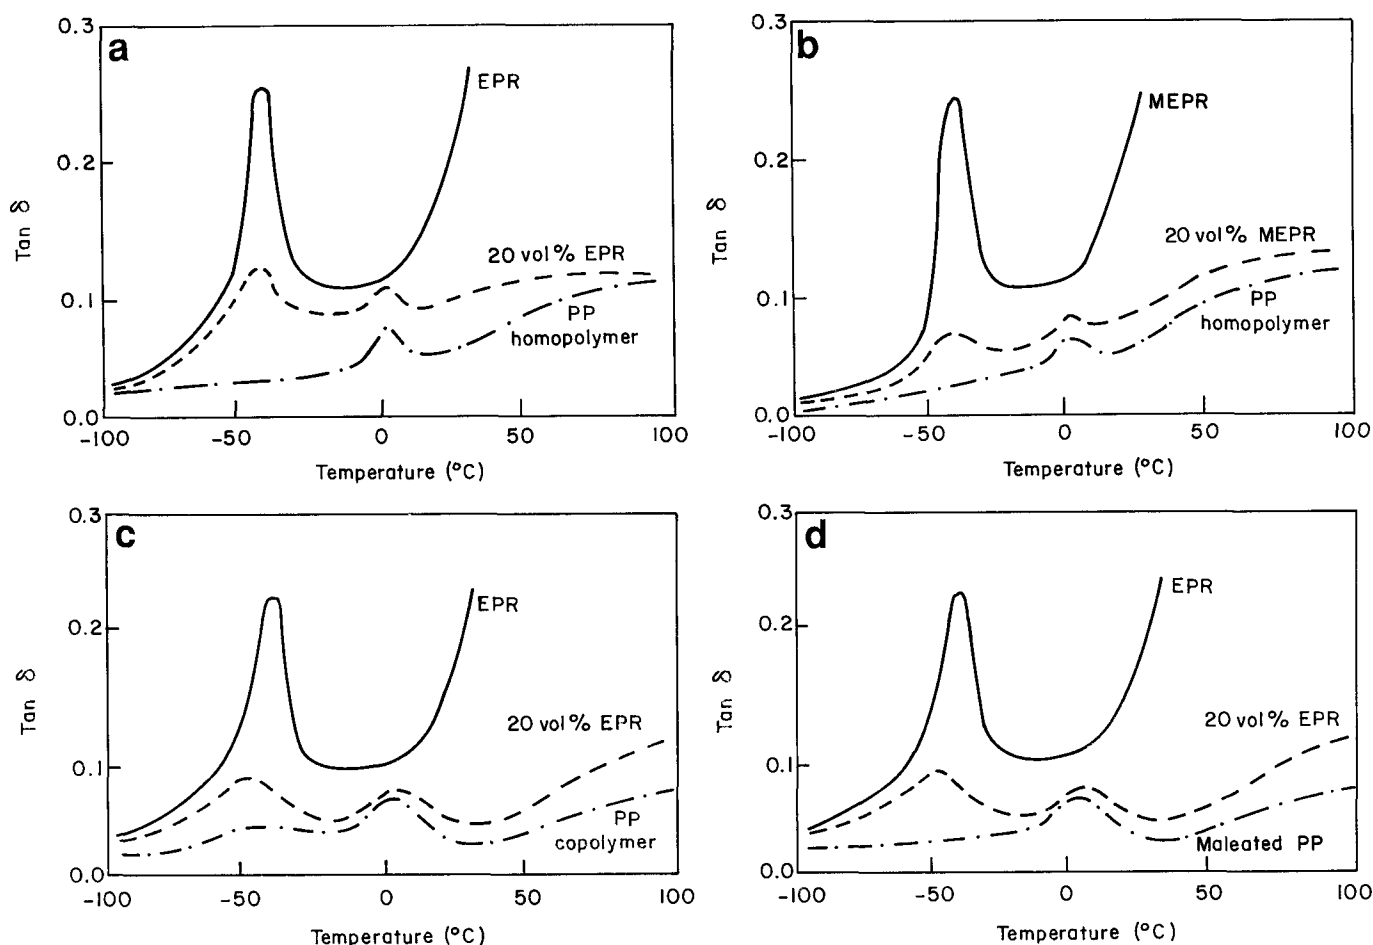 a
0.3
0.2
0.1
0.0
Tan δ
EPR
20 vol% EPR
PP
homopolymer
-100
-50
0
50
100
Temperature (°C)
b
0.3
0.2
0.1
0.0
Tan δ
MEPR
20 vol% MEPR
PP
homopolymer
-100
-50
0
50
100
Temperature (°C)
c
0.3
0.2
0.1
0.0
Tan δ
EPR
20 vol% EPR
PP
copolymer
-100
-50
0
50
100
Temperature (°C)
d
0.3
0.2
0.1
0.0
Tan δ
EPR
20 vol% EPR
Maleated PP
-100
-50
0
50
100
Temperature (°C)